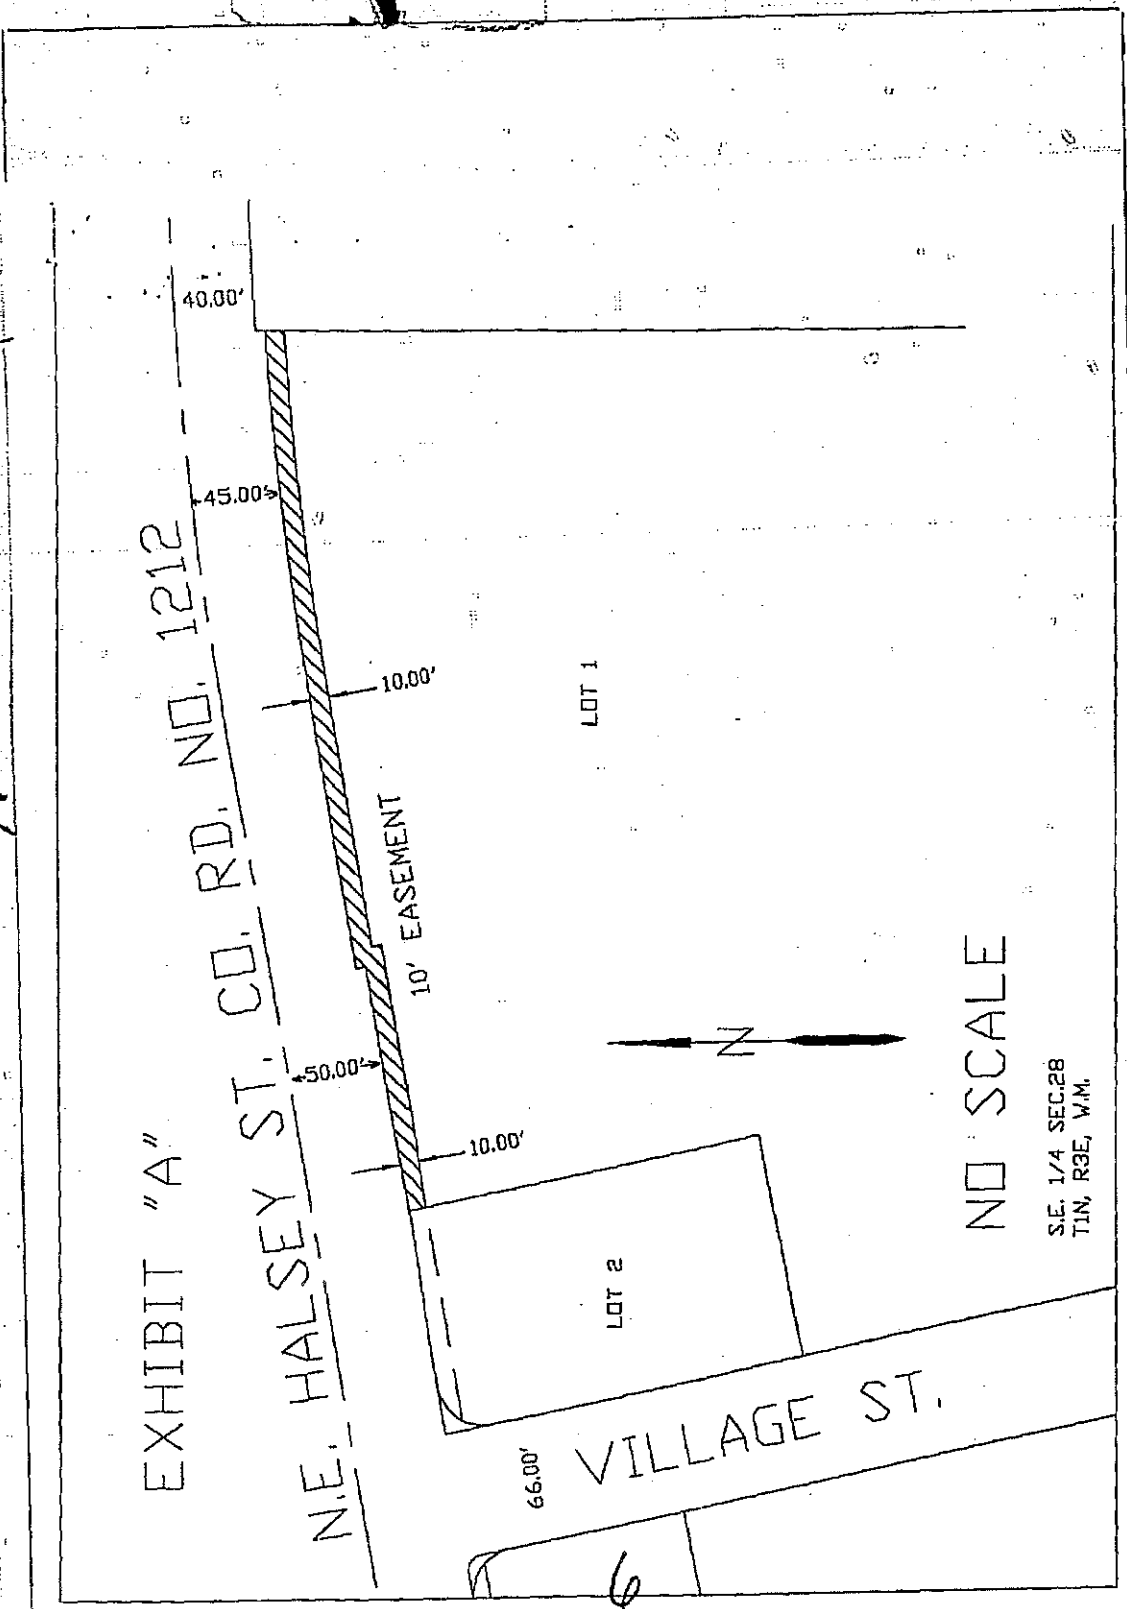 EXHIBIT "A"
N.E. HALSEY ST. CO. RD. NO. 1212
40.00'
45.00'
50.00'
10.00'
10.00'
10' EASEMENT
LOT 1
LOT 2
66.00'
VILLAGE ST.
N
NO SCALE
S.E. 1/4 SEC.28
T1N, R3E, W.M.
6